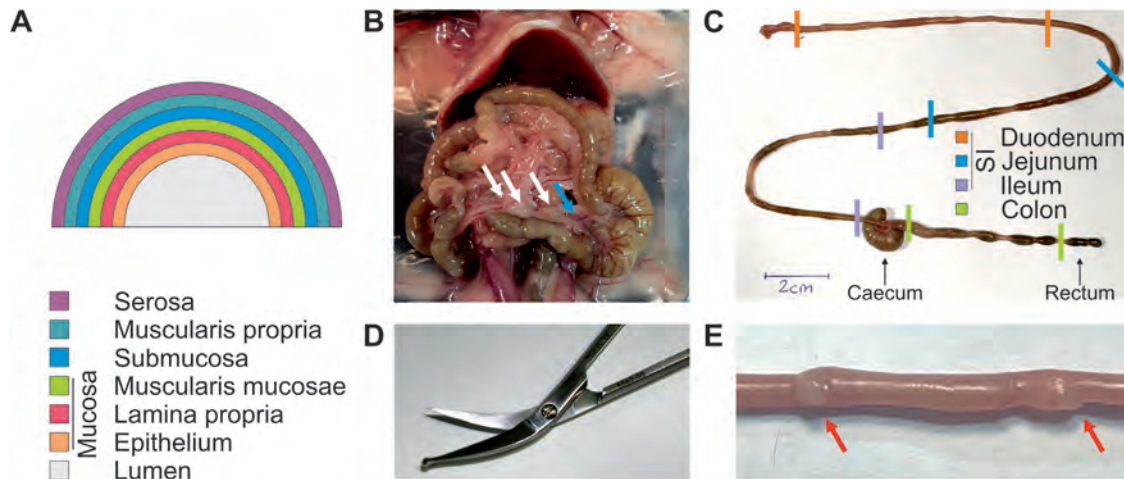 A
Serosa
Muscularis propria
Submucosa
Muscularis mucosae
Lamina propria
Epithelium
Lumen
Mucosa
B
C
Duodenum
Jejunum
Ileum
Colon
SI
2cm
Caecum
Rectum
D
E